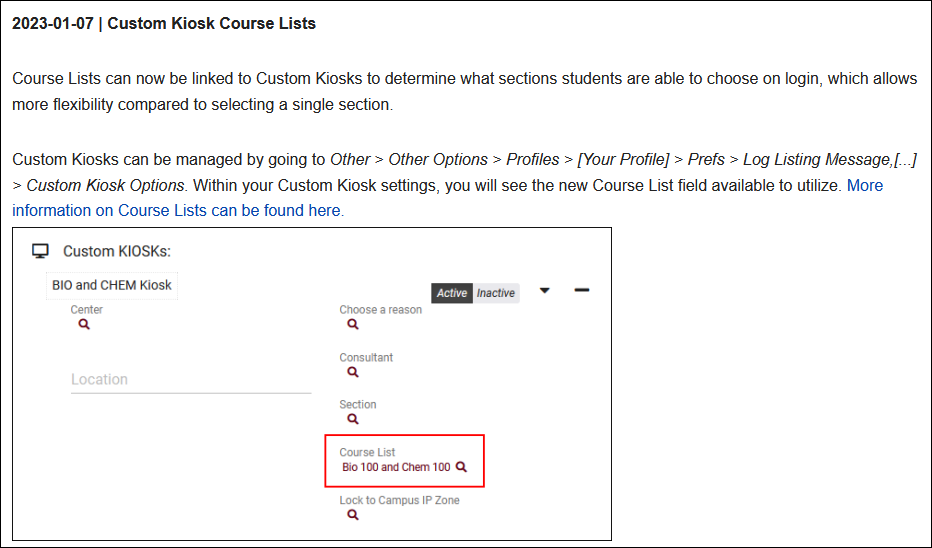 2023-01-07 | Custom Kiosk Course Lists
Course Lists can now be linked to Custom Kiosks to determine what sections students are able to choose on login, which allows
more flexibility compared to selecting a single section.
Custom Kiosks can be managed by going to Other > Other Options > Profiles > [Your Profile] > Prefs > Log Listing Message,[...]
> Custom Kiosk Options. Within your Custom Kiosk settings, you will see the new Course List field available to utilize. More
information on Course Lists can be found here.
Custom KIOSKs:
BIO and CHEM Kiosk
Active Inactive
Center
Choose a reason
Consultant
Location
Section
Course List
Bio 100 and Chem 100
Lock to Campus IP Zone